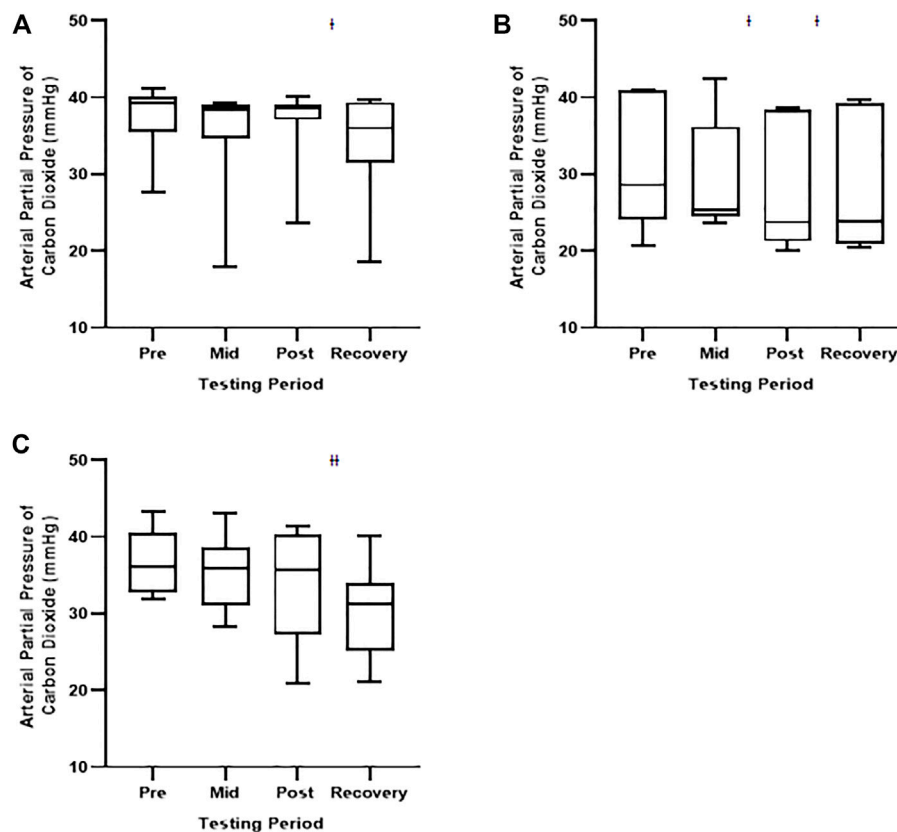 A
Arterial Partial Pressure of
Carbon Dioxide (mmHg)
50
40
30
20
10
ǂ
Pre Mid Post Recovery
Testing Period
B
Arterial Partial Pressure of
Carbon Dioxide (mmHg)
50
40
30
20
10
ǂ ǂ
Pre Mid Post Recovery
Testing Period
C
Arterial Partial Pressure of
Carbon Dioxide (mmHg)
50
40
30
20
10
ǂǂ
Pre Mid Post Recovery
Testing Period